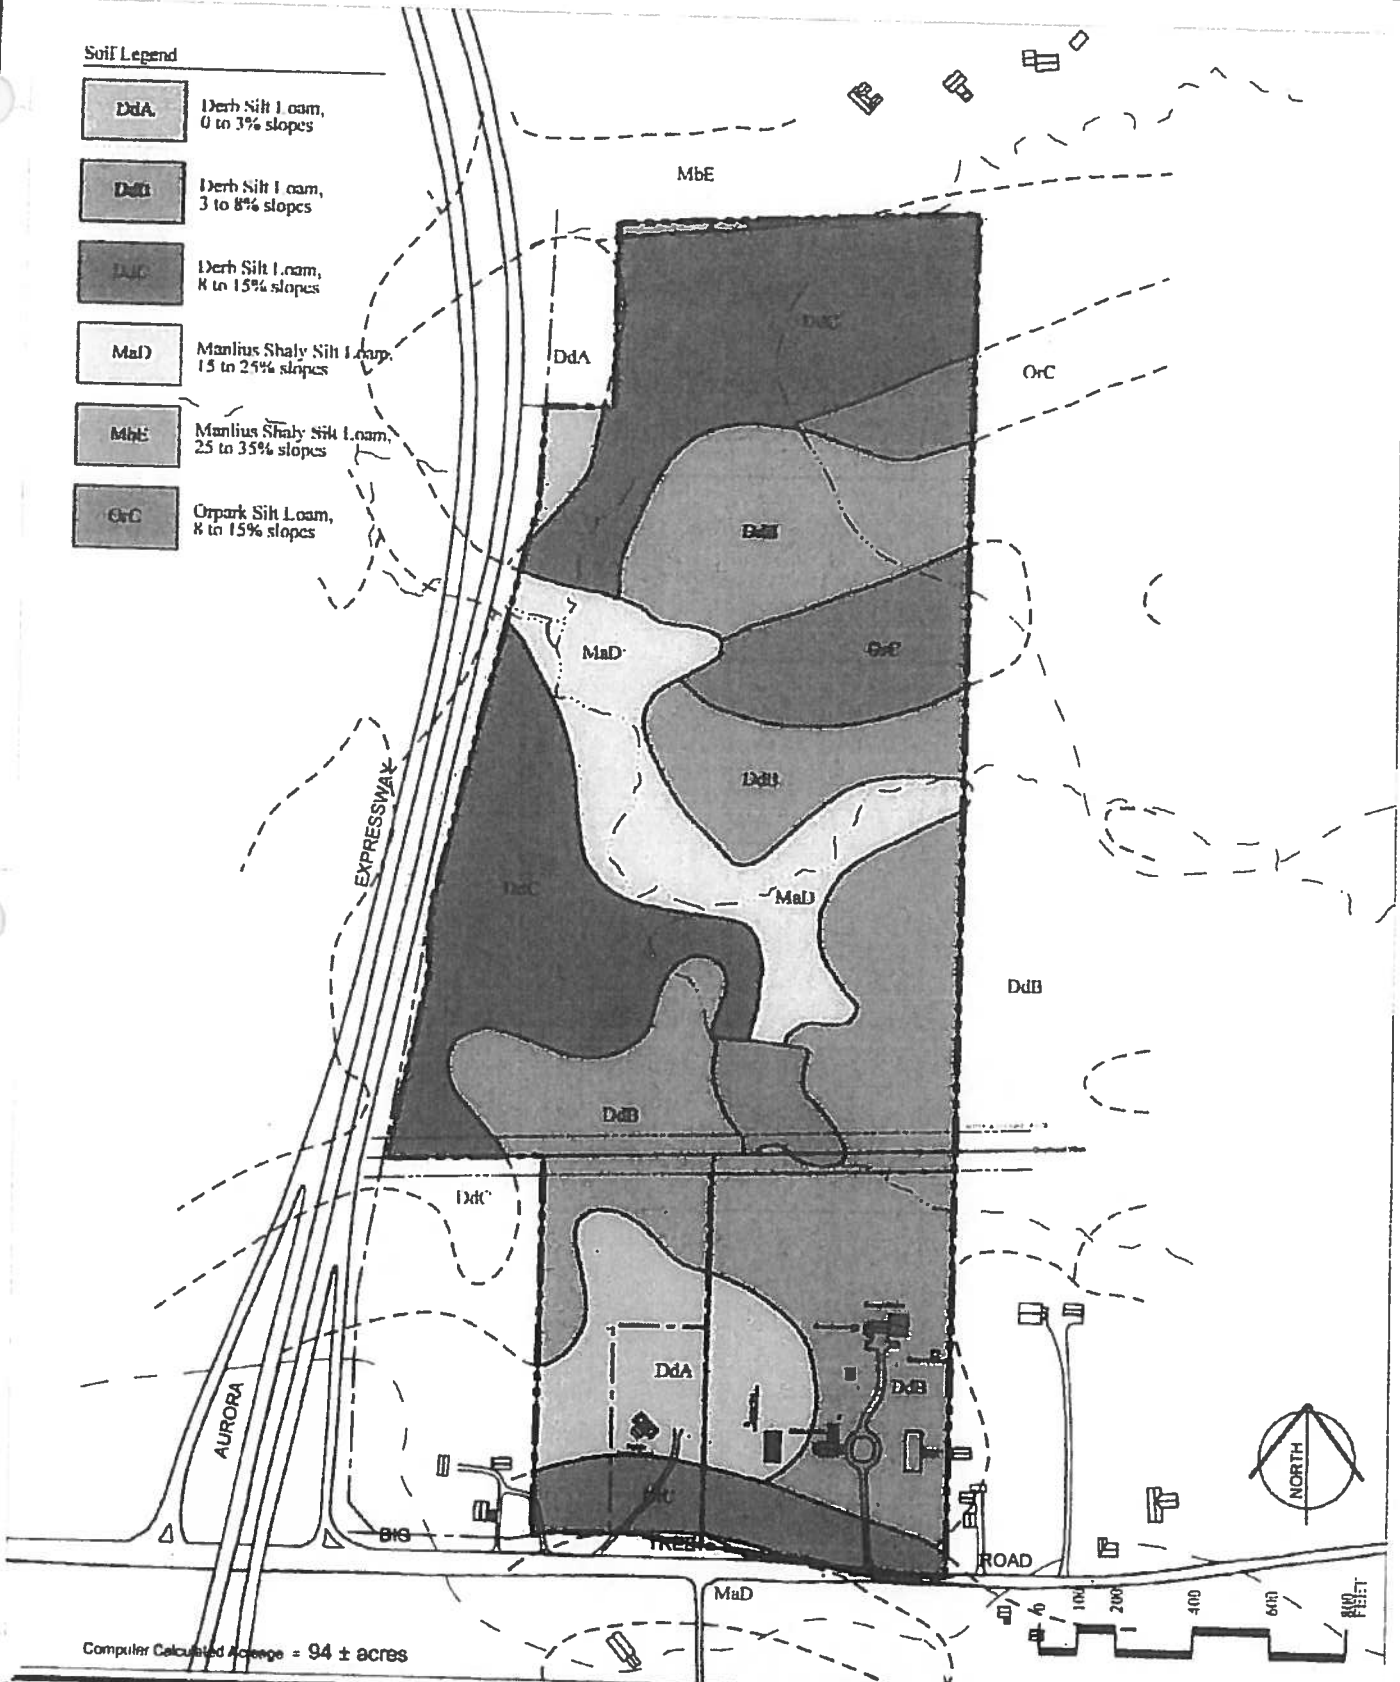 Soil Legend
DdA
Derb Silt Loam,
0 to 3% slopes
DdB
Derb Silt Loam,
3 to 8% slopes
DdC
Derb Silt Loam,
8 to 15% slopes
MaD
Manlius Shaly Silt Loam,
15 to 25% slopes
MbE
Manlius Shaly Silt Loam,
25 to 35% slopes
OrC
Orpark Silt Loam,
8 to 15% slopes
MbE
DdC
DdA
OrC
DdB
OrC
MaD
DdB
EXPRESSWAY
DdC
MaD
DdB
DdB
DdC
DdA
DdB
AURORA
NORTH
BIG
TREE
ROAD
MaD
0 100 200 400 600 800
FEET
Computer Calculated Acreage = 94 ± acres